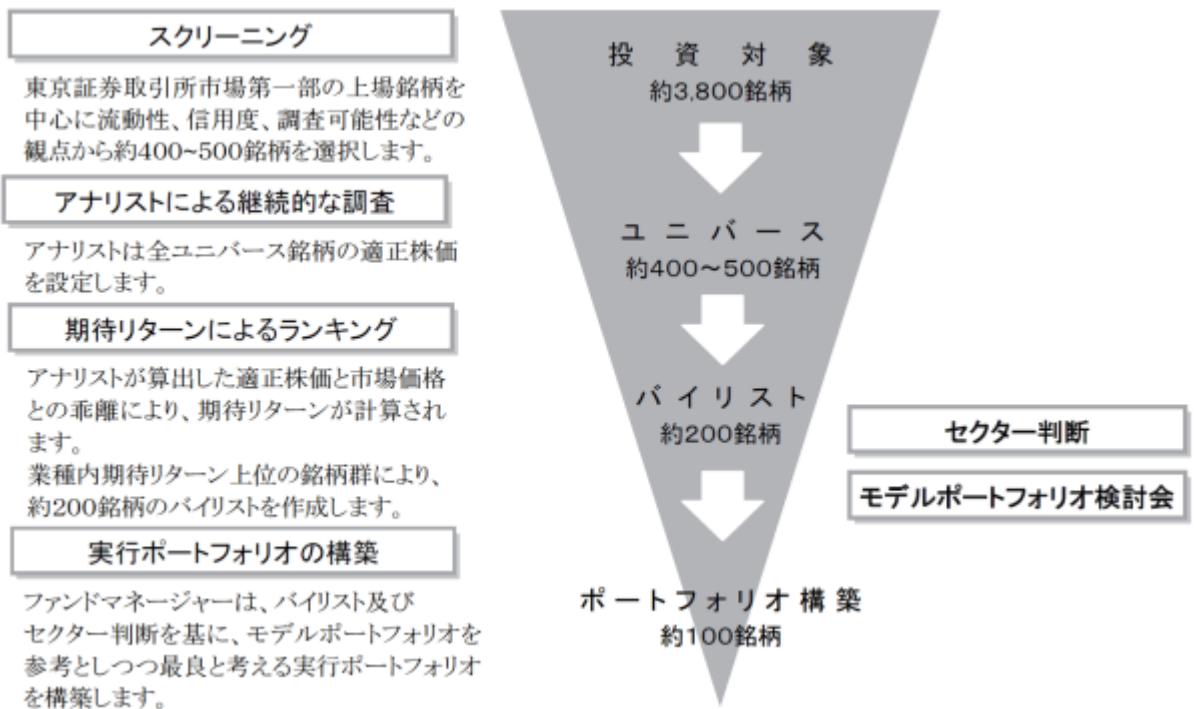 スクリーニング
東京証券取引所市場第一部の上場銘柄を
中心に流動性、信用度、調査可能性などの
観点から約400~500銘柄を選択します。
アナリストによる継続的な調査
アナリストは全ユニバース銘柄の適正株価
を設定します。
期待リターンによるランキング
アナリストが算出した適正株価と市場価格
との乖離により、期待リターンが計算され
ます。
業種内期待リターン上位の銘柄群により、
約200銘柄のバイリストを作成します。
実行ポートフォリオの構築
ファンドマネージャーは、バイリスト及び
セクター判断を基に、モデルポートフォリオを
参考としつつ最良と考える実行ポートフォリオ
を構築します。
投資対象
約3,800銘柄
ユニバース
約400～500銘柄
バイリスト
約200銘柄
ポートフォリオ構築
約100銘柄
セクター判断
モデルポートフォリオ検討会